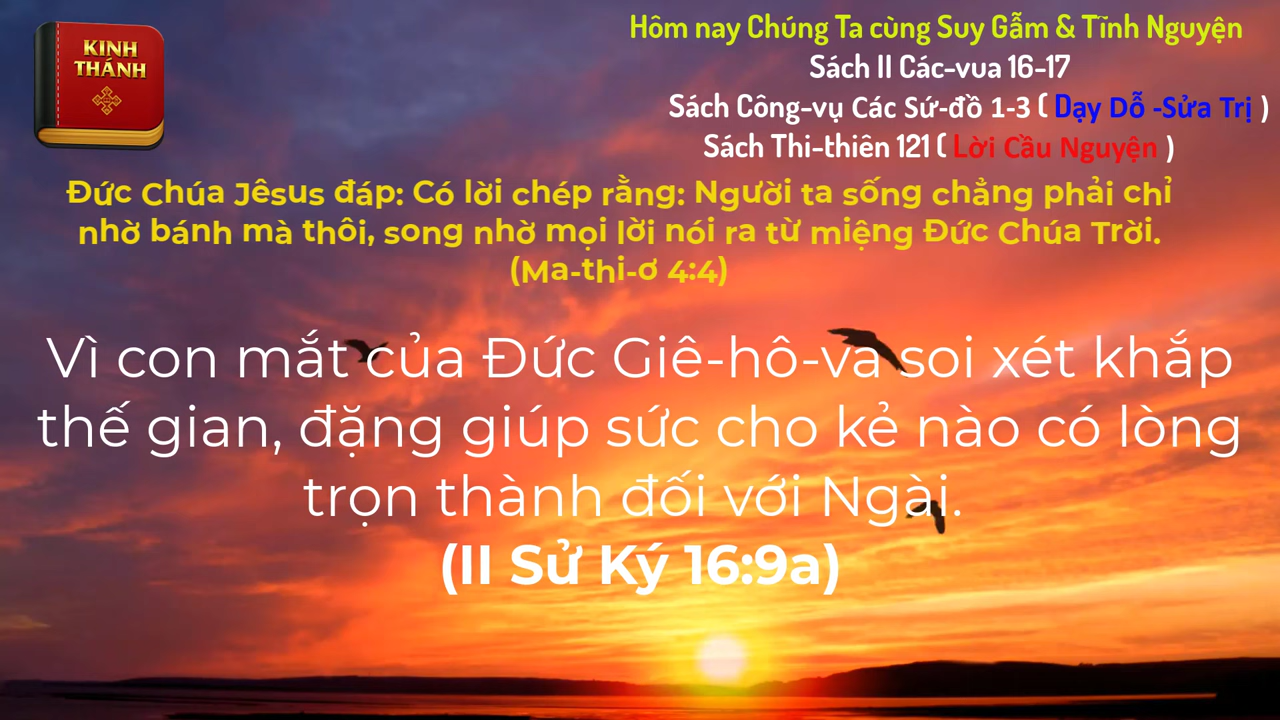 KINH
THÁNH
Hôm nay Chúng Ta cùng Suy Gẫm & Tĩnh Nguyện
Sách II Các-vua 16-17
Sách Công-vụ Các Sứ-đồ 1-3 ( Dạy Dỗ -Sửa Trị )
Sách Thi-thiên 121 ( Lời Cầu Nguyện )
Đức Chúa Jêsus đáp: Có lời chép rằng: Người ta sống chẳng phải chỉ
nhờ bánh mà thôi, song nhờ mọi lời nói ra từ miệng Đức Chúa Trời.
(Ma-thi-ơ 4:4)
Vì con mắt của Đức Giê-hô-va soi xét khắp
thế gian, đặng giúp sức cho kẻ nào có lòng
trọn thành đối với Ngài.
(II Sử Ký 16:9a)